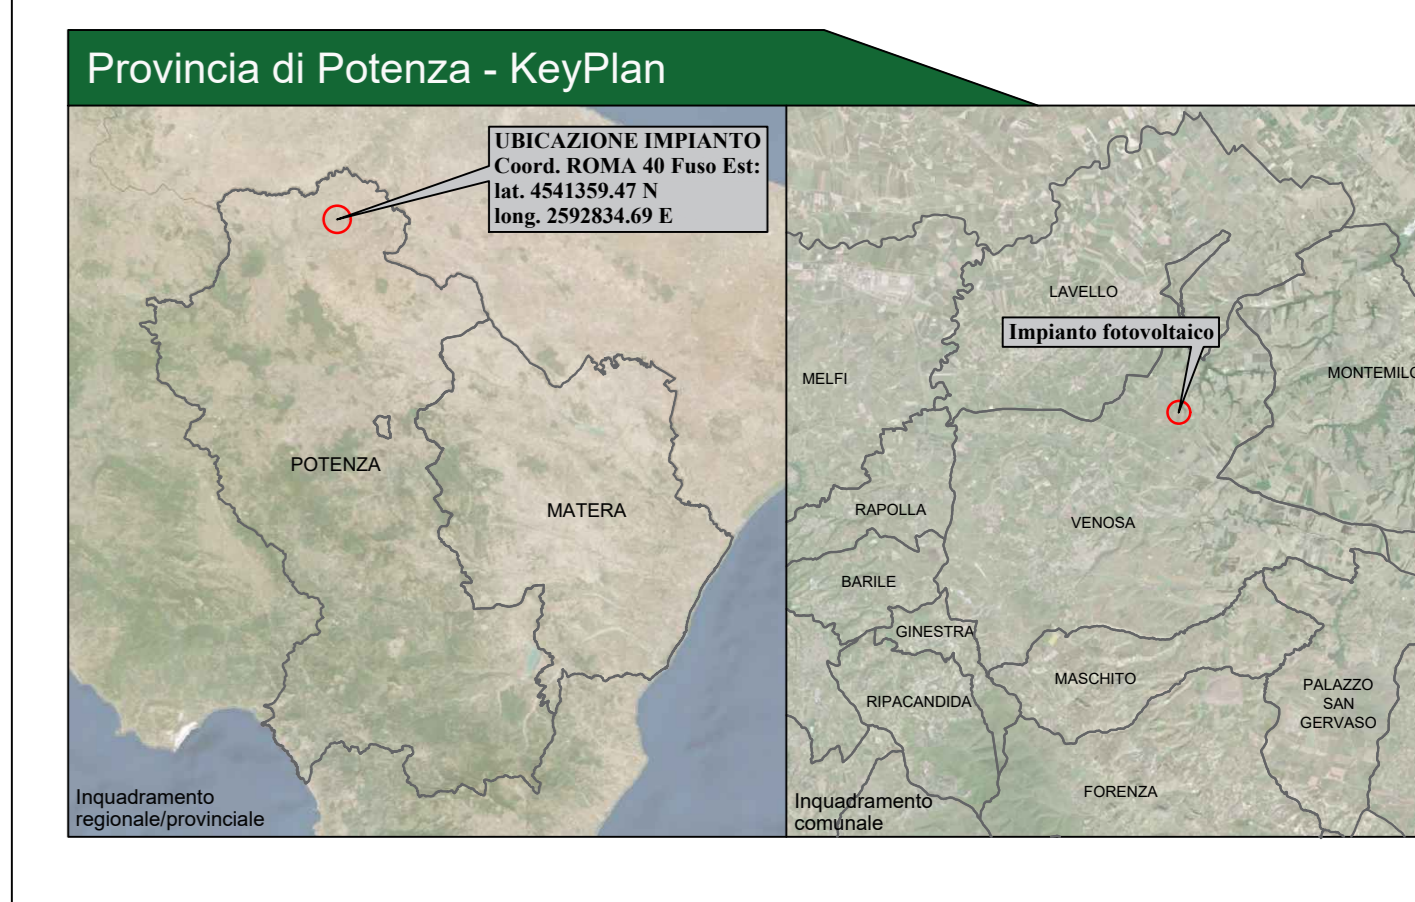 Provincia di Potenza - KeyPlan
UBICAZIONE IMPIANTO
Coord. ROMA 40 Fuso Est:
lat. 4541359.47 N
long. 2592834.69 E
POTENZA
MATERA
Inquadramento
regionale/provinciale
LAVELLO
Impianto fotovoltaico
MELFI
MONTEMILO
RAPOLLA
VENOSA
BARILE
GINESTRA
MASCHITO
RIPACANDIDA
PALAZZO
SAN
GERVASO
FORENZA
Inquadramento
comunale